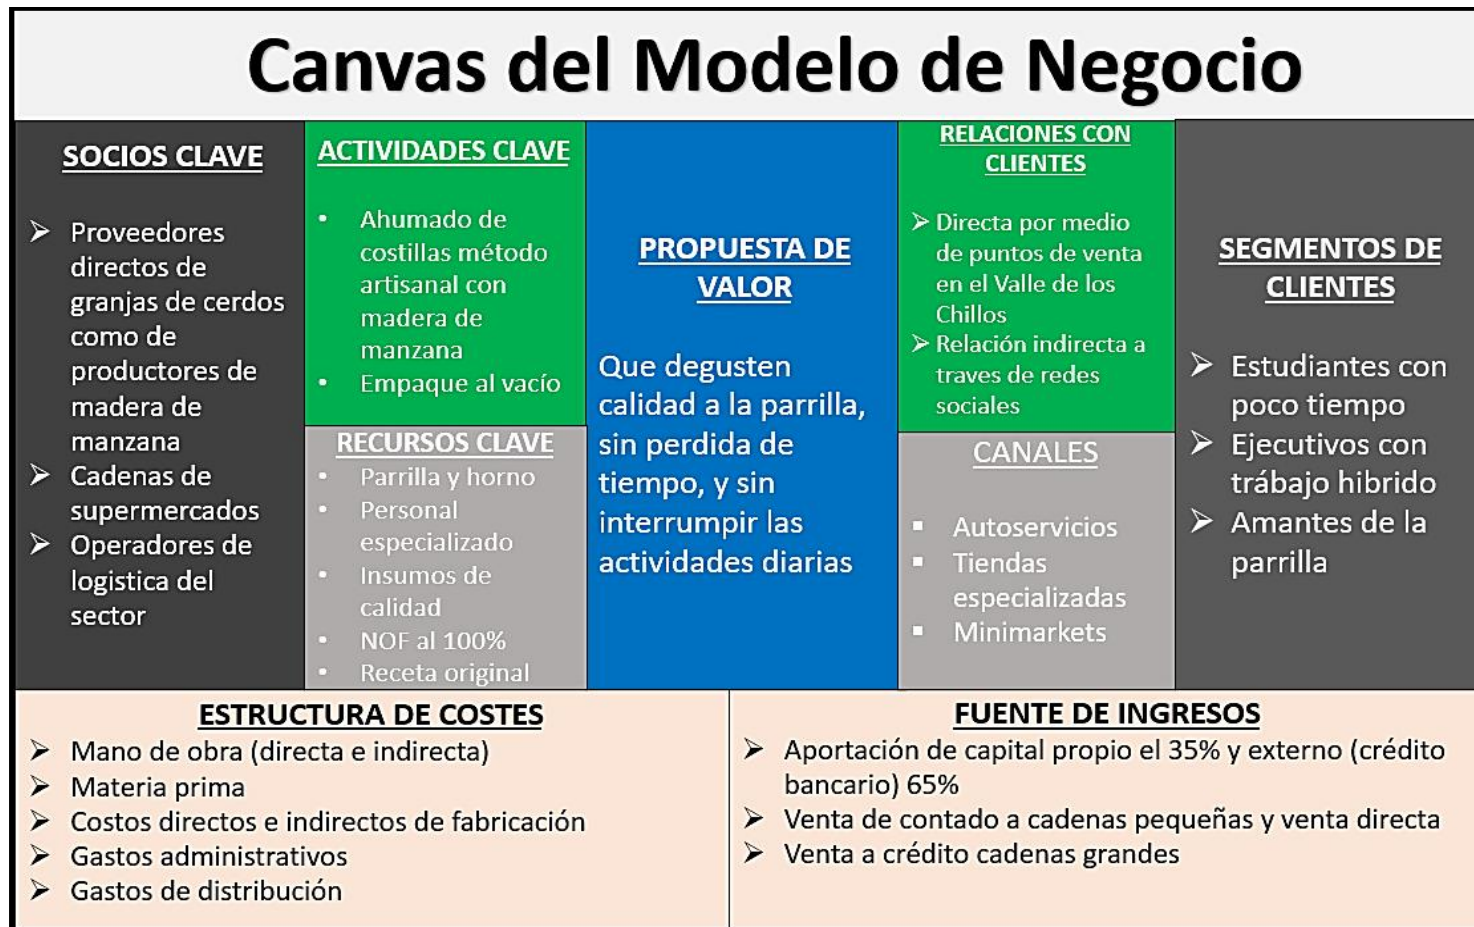 Canvas del Modelo de Negocio
SOCIOS CLAVE
➢ Proveedores
directos de
granjas de cerdos
como de
productores de
madera de
manzana
➢ Cadenas de
supermercados
➢ Operadores de
logistica del
sector
ACTIVIDADES CLAVE
• Ahumado de
costillas método
artisanal con
madera de
manzana
• Empaque al vacío
RECURSOS CLAVE
• Parrilla y horno
• Personal
especializado
• Insumos de
calidad
• NOF al 100%
• Receta original
PROPUESTA DE
VALOR
Que degusten
calidad a la parrilla,
sin perdida de
tiempo, y sin
interrumpir las
actividades diarias
RELACIONES CON
CLIENTES
➢ Directa por medio
de puntos de venta
en el Valle de los
Chillos
➢ Relación indirecta a
traves de redes
sociales
CANALES
▪ Autoservicios
▪ Tiendas
especializadas
▪ Minimarkets
SEGMENTOS DE
CLIENTES
➢ Estudiantes con
poco tiempo
➢ Ejecutivos con
trábajo hibrido
➢ Amantes de la
parrilla
ESTRUCTURA DE COSTES
➢ Mano de obra (directa e indirecta)
➢ Materia prima
➢ Costos directos e indirectos de fabricación
➢ Gastos administrativos
➢ Gastos de distribución
FUENTE DE INGRESOS
➢ Aportación de capital propio el 35% y externo (crédito
bancario) 65%
➢ Venta de contado a cadenas pequeñas y venta directa
➢ Venta a crédito cadenas grandes